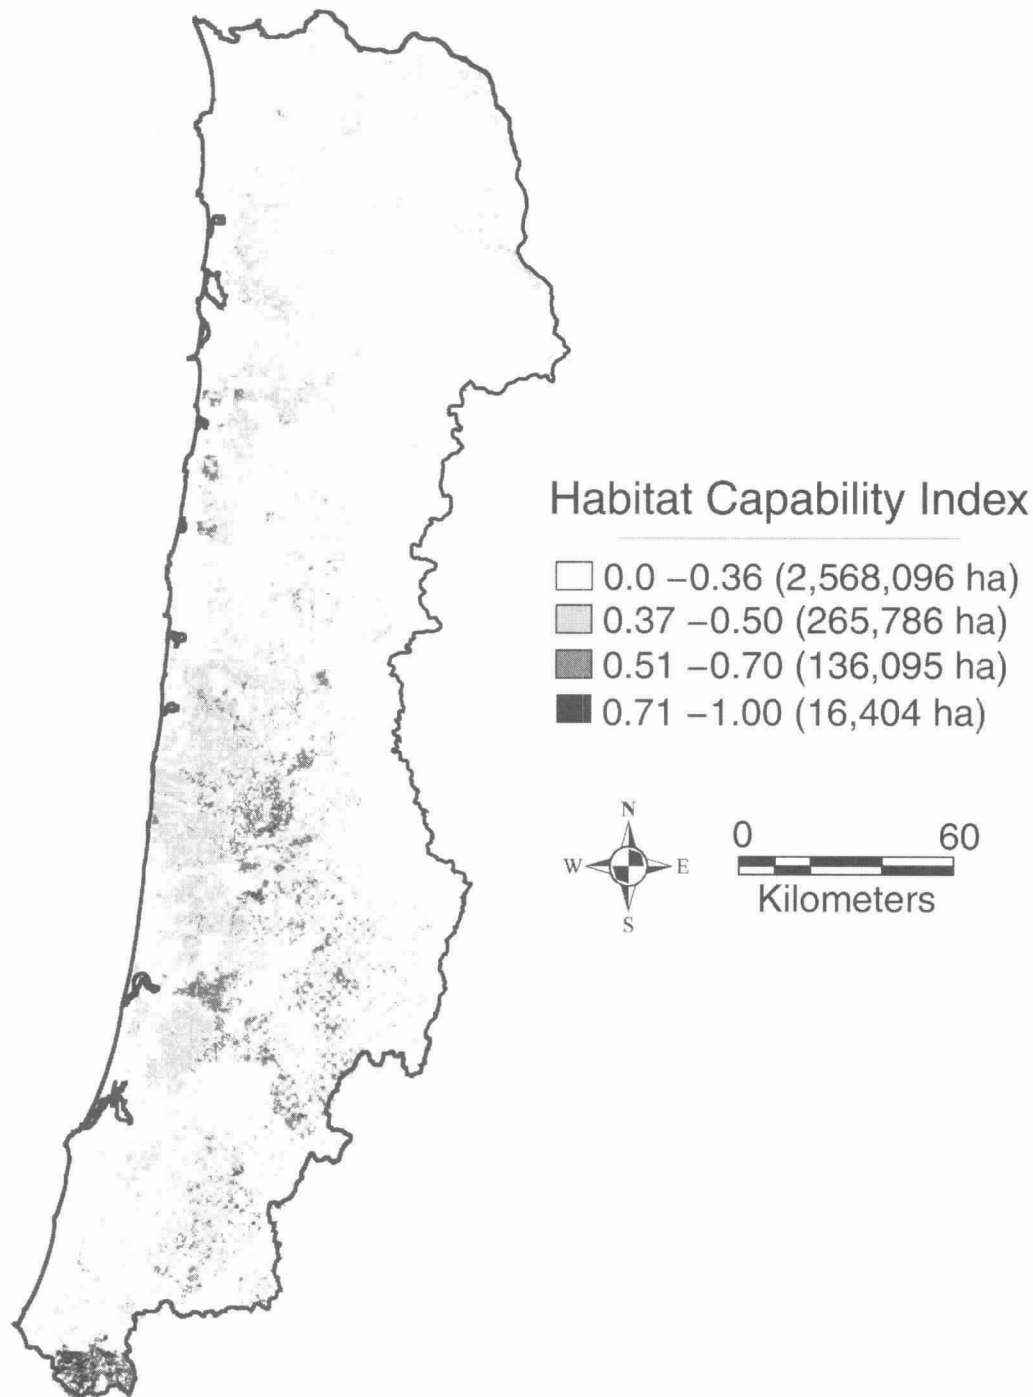 Habitat Capability Index
0.0 –0.36 (2,568,096 ha)
0.37 –0.50 (265,786 ha)
0.51 –0.70 (136,095 ha)
0.71 –1.00 (16,404 ha)
N
W E
S
0 60
Kilometers